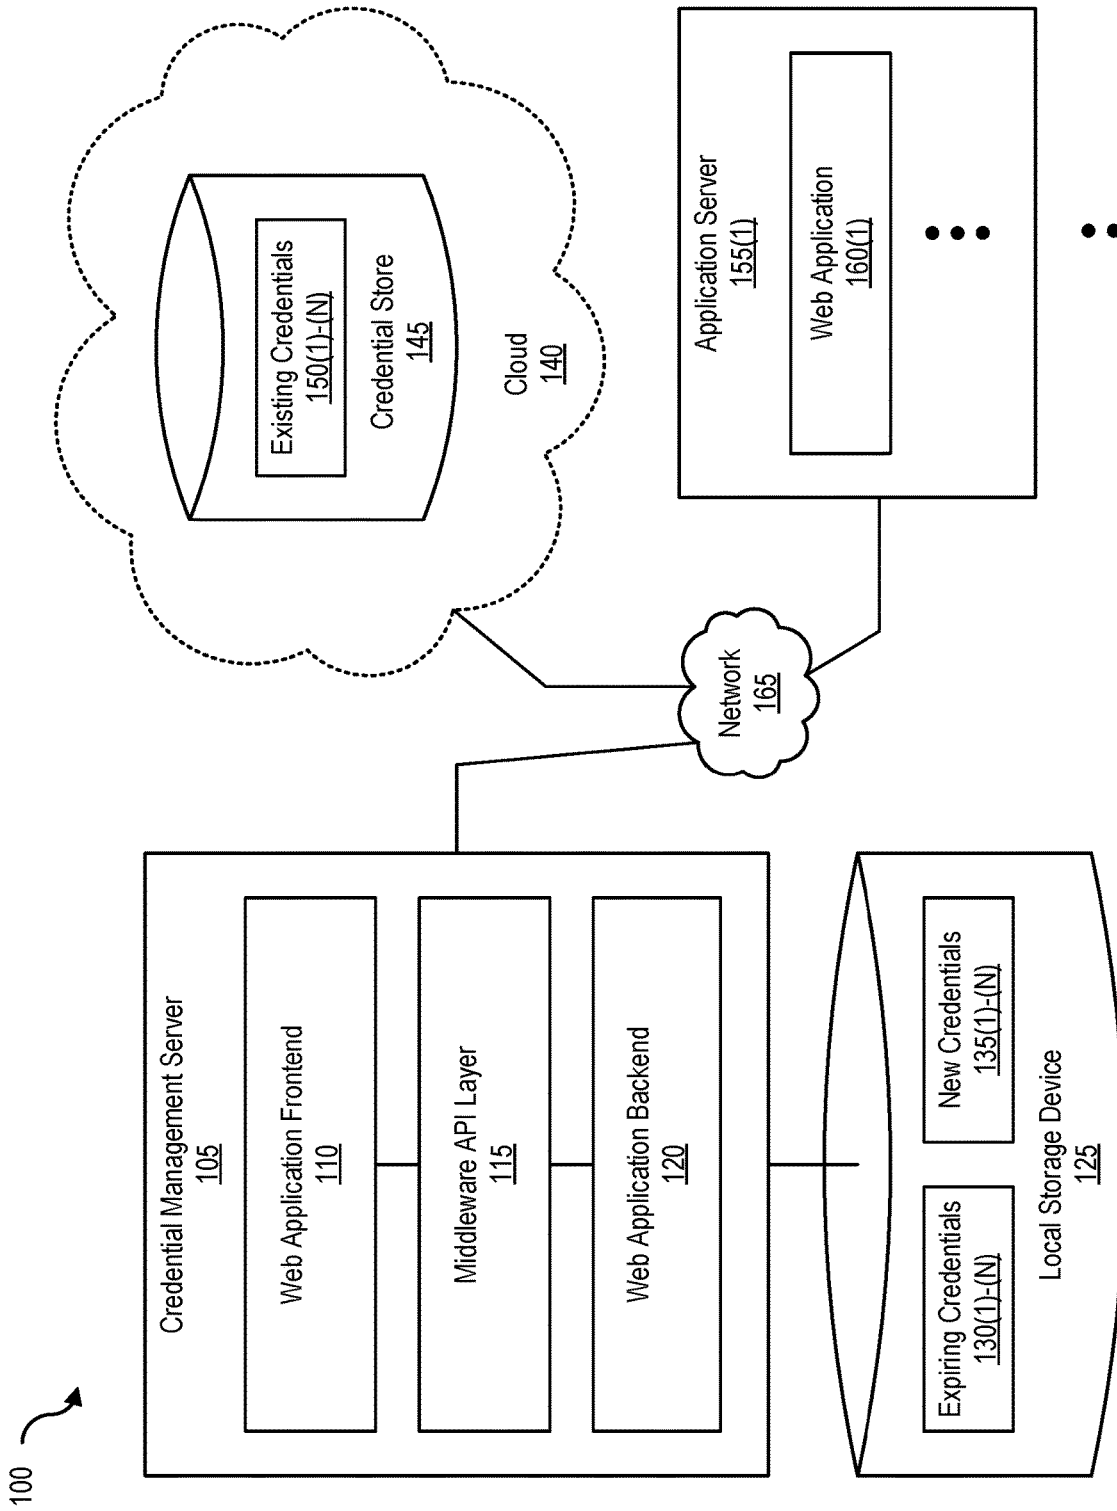 100
Credential Management Server
105
Web Application Frontend
110
Middleware API Layer
115
Web Application Backend
120
Expiring Credentials
130(1)-(N)
New Credentials
135(1)-(N)
Local Storage Device
125
Network
165
Existing Credentials
150(1)-(N)
Credential Store
145
Cloud
140
Application Server
155(1)
Web Application
160(1)